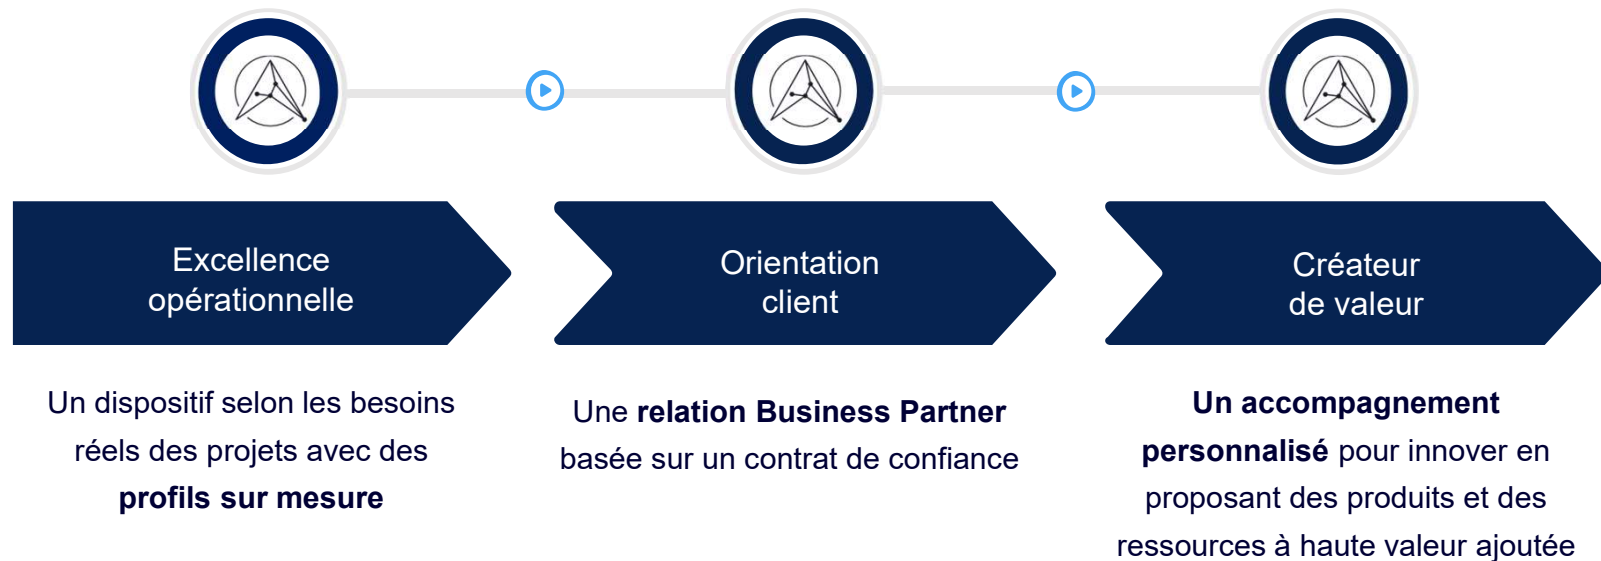 Excellence
opérationnelle
Orientation
client
Créateur
de valeur
Un dispositif selon les besoins
réels des projets avec des
profils sur mesure
Une relation Business Partner
basée sur un contrat de confiance
Un accompagnement
personnalisé pour innover en
proposant des produits et des
ressources à haute valeur ajoutée